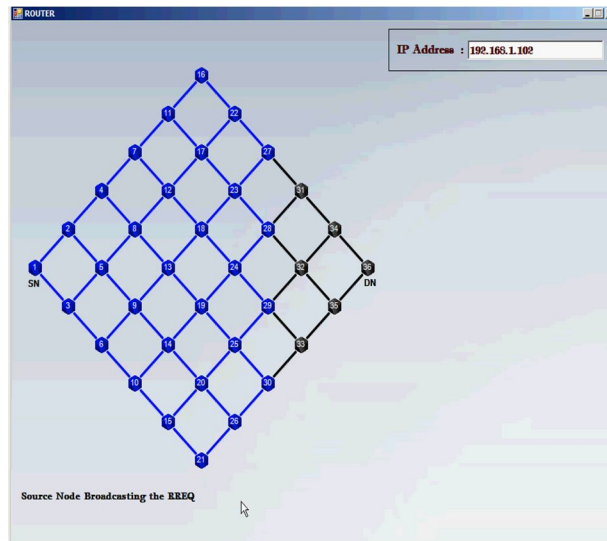 ROUTER
IP Address : 192.168.1.102
16
11 22
7 17 27
4 12 23 31
2 8 18 28 34
1 5 13 24 32 36
SN DN
3 9 19 29 35
6 14 25 33
10 20 30
15 26
21
Source Node Broadcasting the RREQ